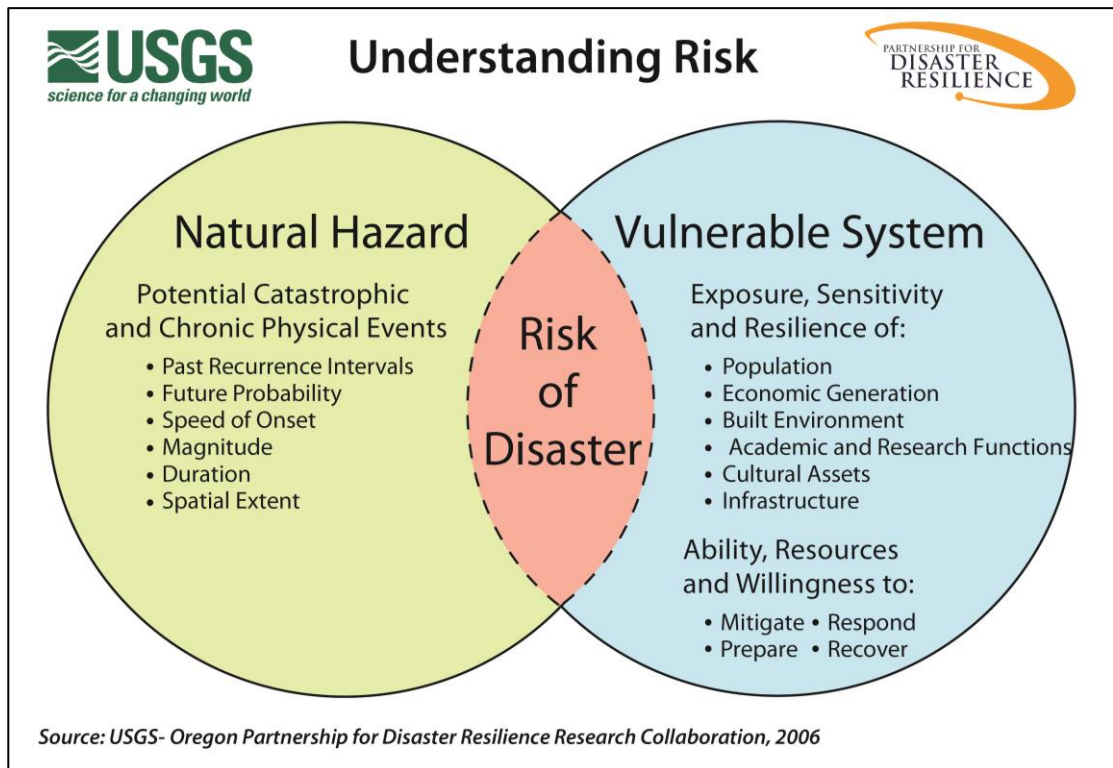 USGS
science for a changing world
Understanding Risk
PARTNERSHIP FOR
DISASTER
RESILIENCE
Natural Hazard
Potential Catastrophic
and Chronic Physical Events
• Past Recurrence Intervals
• Future Probability
• Speed of Onset
• Magnitude
• Duration
• Spatial Extent
Risk
of
Disaster
Vulnerable System
Exposure, Sensitivity
and Resilience of:
• Population
• Economic Generation
• Built Environment
• Academic and Research Functions
• Cultural Assets
• Infrastructure
Ability, Resources
and Willingness to:
• Mitigate • Respond
• Prepare • Recover
Source: USGS- Oregon Partnership for Disaster Resilience Research Collaboration, 2006